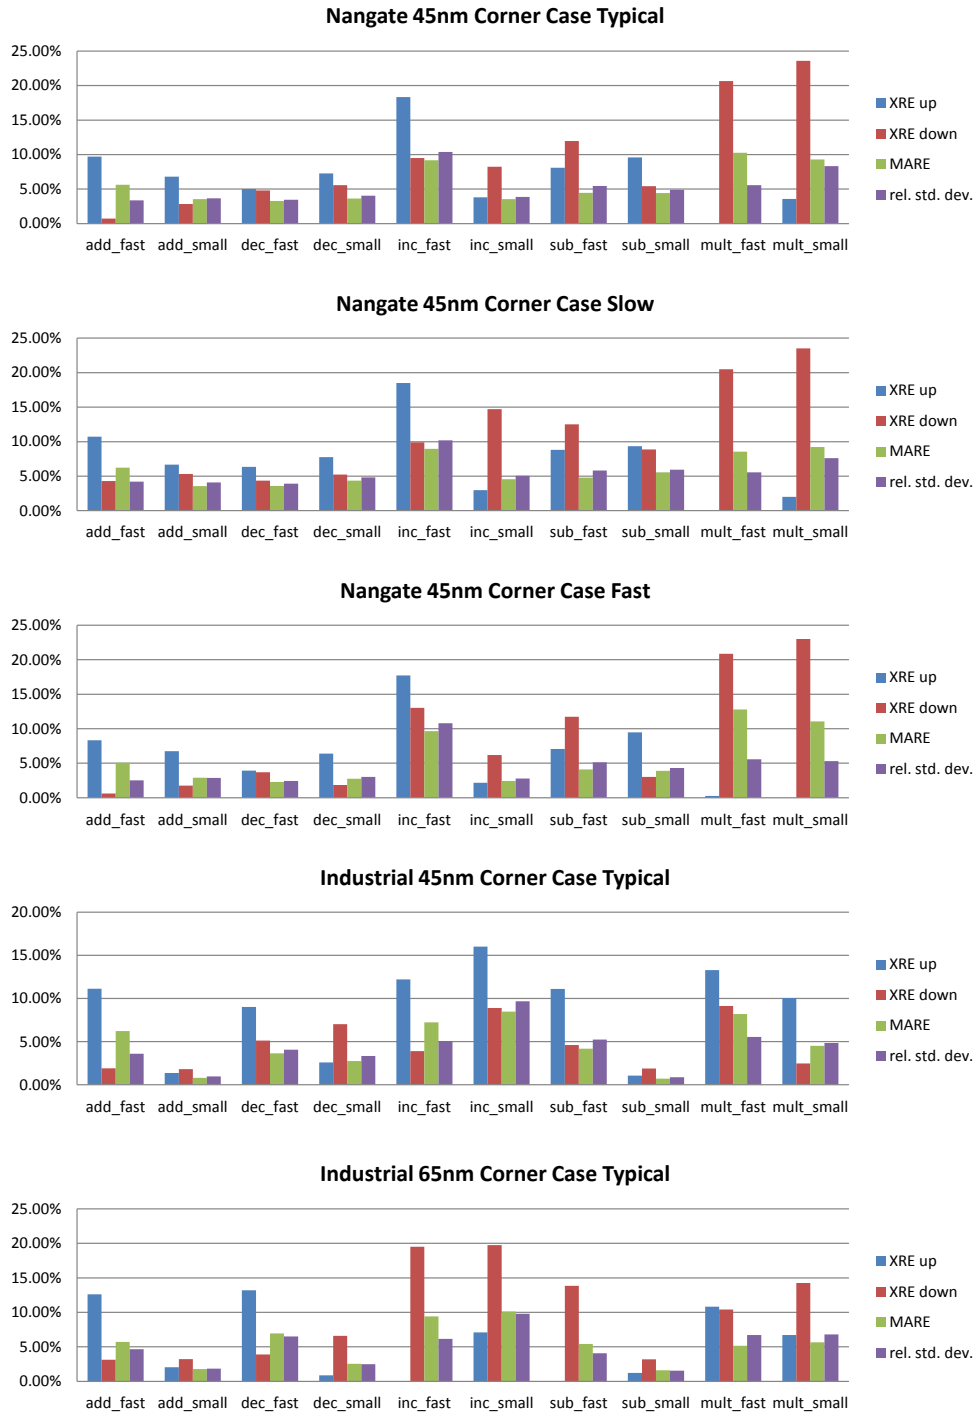 Nangate 45nm Corner Case Typical
25.00%
20.00%
15.00%
10.00%
5.00%
0.00%
add_fast add_small dec_fast dec_small inc_fast inc_small sub_fast sub_small mult_fast mult_small
XRE up
XRE down
MARE
rel. std. dev.
Nangate 45nm Corner Case Slow
25.00%
20.00%
15.00%
10.00%
5.00%
0.00%
add_fast add_small dec_fast dec_small inc_fast inc_small sub_fast sub_small mult_fast mult_small
XRE up
XRE down
MARE
rel. std. dev.
Nangate 45nm Corner Case Fast
25.00%
20.00%
15.00%
10.00%
5.00%
0.00%
add_fast add_small dec_fast dec_small inc_fast inc_small sub_fast sub_small mult_fast mult_small
XRE up
XRE down
MARE
rel. std. dev.
Industrial 45nm Corner Case Typical
20.00%
15.00%
10.00%
5.00%
0.00%
add_fast add_small dec_fast dec_small inc_fast inc_small sub_fast sub_small mult_fast mult_small
XRE up
XRE down
MARE
rel. std. dev.
Industrial 65nm Corner Case Typical
25.00%
20.00%
15.00%
10.00%
5.00%
0.00%
add_fast add_small dec_fast dec_small inc_fast inc_small sub_fast sub_small mult_fast mult_small
XRE up
XRE down
MARE
rel. std. dev.